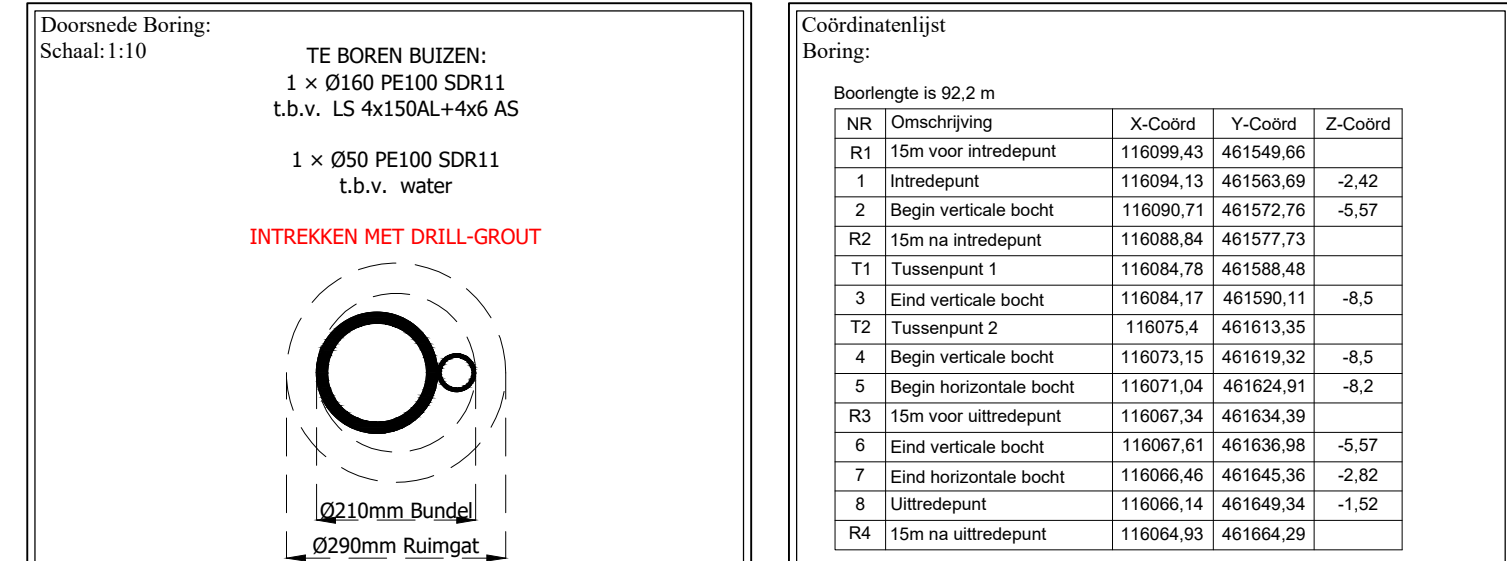 Doorsnede Boring:
Schaal:1:10
TE BOREN BUIZEN:
1 × Ø160 PE100 SDR11
t.b.v. LS 4x150AL+4x6 AS
1 × Ø50 PE100 SDR11
t.b.v. water
INTREKKEN MET DRILL-GROUT
Ø210mm Bundel
Ø290mm Ruimgat
Coördinatenlijst
Boring:
Boorlengte is 92,2 m
NR Omschrijving X-Coörd Y-Coörd Z-Coörd
R1 15m voor intredepunt 116099,43 461549,66
1 Intredepunt 116094,13 461563,69 -2,42
2 Begin verticale bocht 116090,71 461572,76 -5,57
R2 15m na intredepunt 116088,84 461577,73
T1 Tussenpunt 1 116084,78 461588,48
3 Eind verticale bocht 116084,17 461590,11 -8,5
T2 Tussenpunt 2 116075,4 461613,35
4 Begin verticale bocht 116073,15 461619,32 -8,5
5 Begin horizontale bocht 116071,04 461624,91 -8,2
R3 15m voor uittredepunt 116067,34 461634,39
6 Eind verticale bocht 116067,61 461636,98 -5,57
7 Eind horizontale bocht 116066,46 461645,36 -2,82
8 Uittredepunt 116066,14 461649,34 -1,52
R4 15m na uittredepunt 116064,93 461664,29